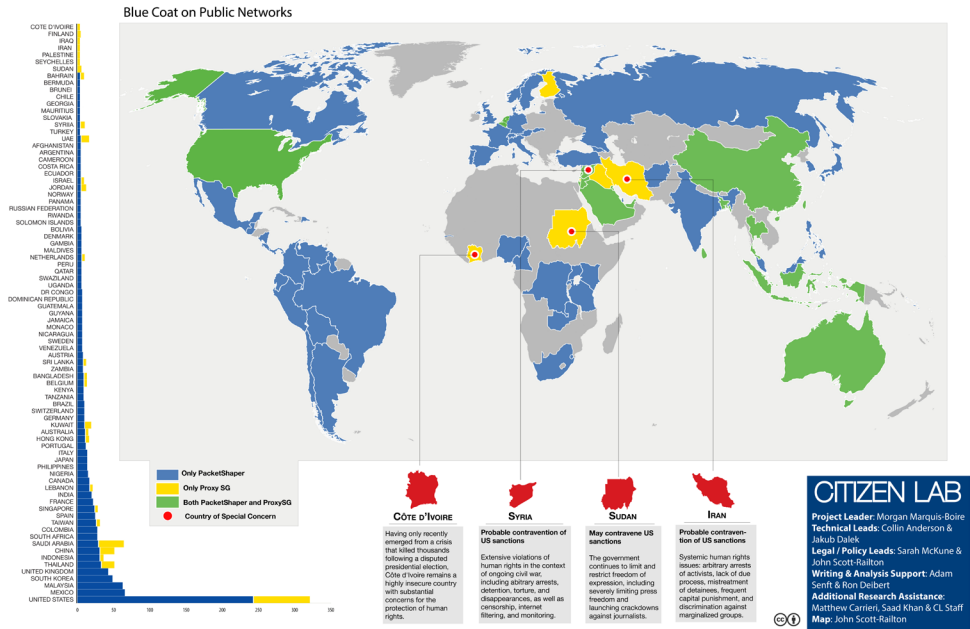 Blue Coat on Public Networks
COTE D'IVOIRE
FINLAND
IRAQ
IRAN
PALESTINE
SEYCHELLES
SUDAN
BAHRAIN
BERMUDA
BRUNEI
CHILE
GEORGIA
MAURITIUS
SLOVAKIA
SYRIIA
TURKEY
UAE
AFGHANISTAN
ARGENTINA
CAMEROON
COSTA RICA
ECUADOR
ISRAEL
JORDAN
NORWAY
PANAMA
RUSSIAN FEDERATION
RWANDA
SOLOMON ISLANDS
BOLIVIA
DENMARK
GAMBIA
MALDIVES
NETHERLANDS
PERU
QATAR
SWAZILAND
UGANDA
DR CONGO
DOMINICAN REPUBLIC
GUATEMALA
GUYANA
JAMAICA
MONACO
NICARAGUA
SWEDEN
VENEZUELA
AUSTRIA
SRI LANKA
ZAMBIA
BANGLADESH
BELGIUM
KENYA
TANZANIA
BRAZIL
SWITZERLAND
GERMANY
KUWAIT
AUSTRALIA
HONG KONG
PORTUGAL
ITALY
JAPAN
PHILIPPINES
NIGERIA
CANADA
LEBANON
INDIA
FRANCE
SINGAPORE
SPAIN
TAIWAN
COLOMBIA
SOUTH AFRICA
SAUDI ARABIA
CHINA
INDONESIA
THAILAND
UNITED KINGDOM
SOUTH KOREA
MALAYSIA
MEXICO
UNITED STATES
0 50 100 150 200 250 300 150
Only PacketShaper
Only Proxy SG
Both PacketShaper and ProxySG
Country of Special Concern
CÔTE D'IVOIRE
Having only recently
emerged from a crisis
that killed thousands
following a disputed
presidential election,
Côte d'Ivoire remains a
highly insecure country
with substantial
concerns for the
protection of human
rights.
SYRIA
Probable contravention of
US sanctions
Extensive violations of
human rights in the context
of ongoing civil war,
including arbitrary arrests,
detention, torture, and
disappearances, as well as
censorship, internet
filtering, and monitoring.
SUDAN
May contravene US
sanctions
The government
continues to limit and
restrict freedom of
expression, including
severely limiting press
freedom and
launching crackdowns
against journalists.
IRAN
Probable contraven-
tion of US sanctions
Systemic human rights
issues: arbitrary arrests
of activists, lack of due
process, mistreatment
of detainees, frequent
capital punishment, and
discrimination against
marginalized groups.
CITIZEN LAB
Project Leader: Morgan Marquis-Boire
Technical Leads: Collin Anderson &
Jakub Dalek
Legal / Policy Leads: Sarah McKune &
John Scott-Railton
Writing & Analysis Support: Adam
Senft & Ron Deibert
Additional Research Assistance:
Matthew Carrieri, Saad Khan & CL Staff
Map: John Scott-Railton
cc